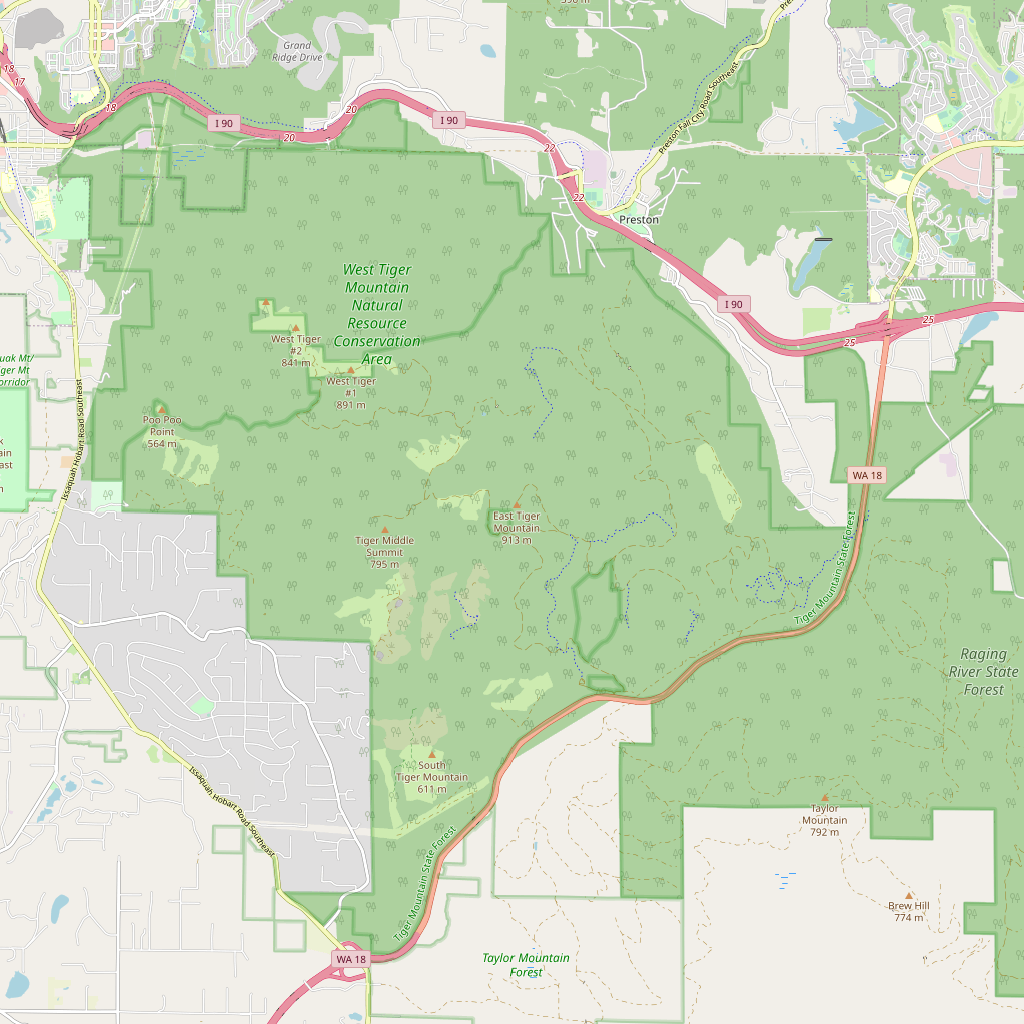 Grand
Ridge Drive
18
17
18
I 90
20
20
I 90
22
22
Preston Fall City Road Southeast
Preston
I 90
25
25
West Tiger
Mountain
Natural
Resource
Conservation
Area
West Tiger
#2
841 m
West Tiger
#1
891 m
Poo Poo
Point
564 m
Issaquah Hobart Road Southeast
WA 18
East Tiger
Mountain
913 m
Tiger Middle
Summit
795 m
Tiger Mountain State Forest
Raging
River State
Forest
South
Tiger Mountain
611 m
Issaquah Hobart Road Southeast
Taylor
Mountain
792 m
Tiger Mountain State Forest
Brew Hill
774 m
WA 18
Taylor Mountain
Forest